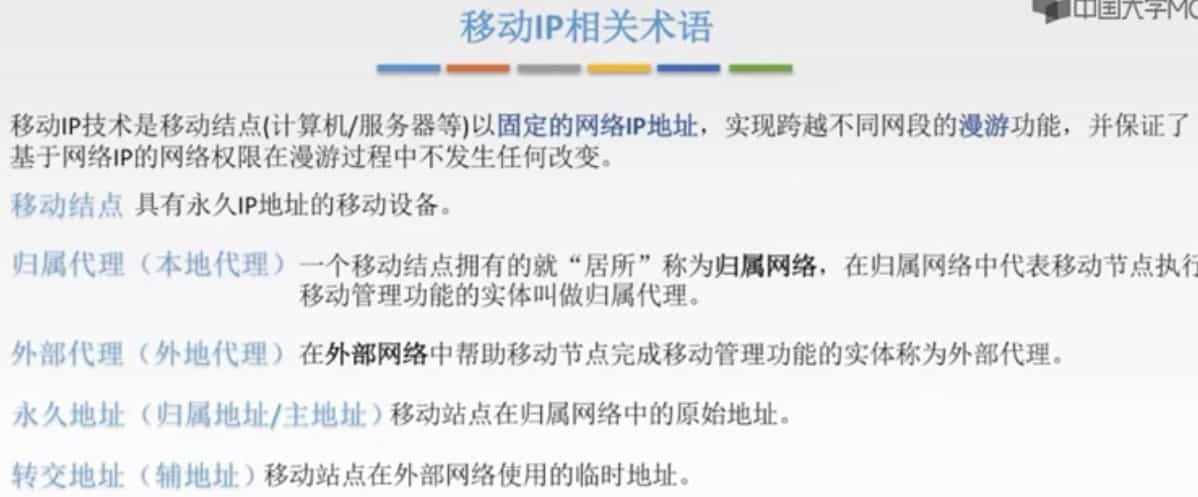 中国大学MO
移动IP相关术语
移动IP技术是移动结点(计算机/服务器等)以固定的网络IP地址，实现跨越不同网段的漫游功能，并保证了
基于网络IP的网络权限在漫游过程中不发生任何改变。
移动结点 具有永久IP地址的移动设备。
归属代理（本地代理）一个移动结点拥有的就“居所”称为归属网络，在归属网络中代表移动节点执行
移动管理功能的实体叫做归属代理。
外部代理（外地代理）在外部网络中帮助移动节点完成移动管理功能的实体称为外部代理。
永久地址（归属地址/主地址）移动站点在归属网络中的原始地址。
转交地址（辅地址）移动站点在外部网络使用的临时地址。